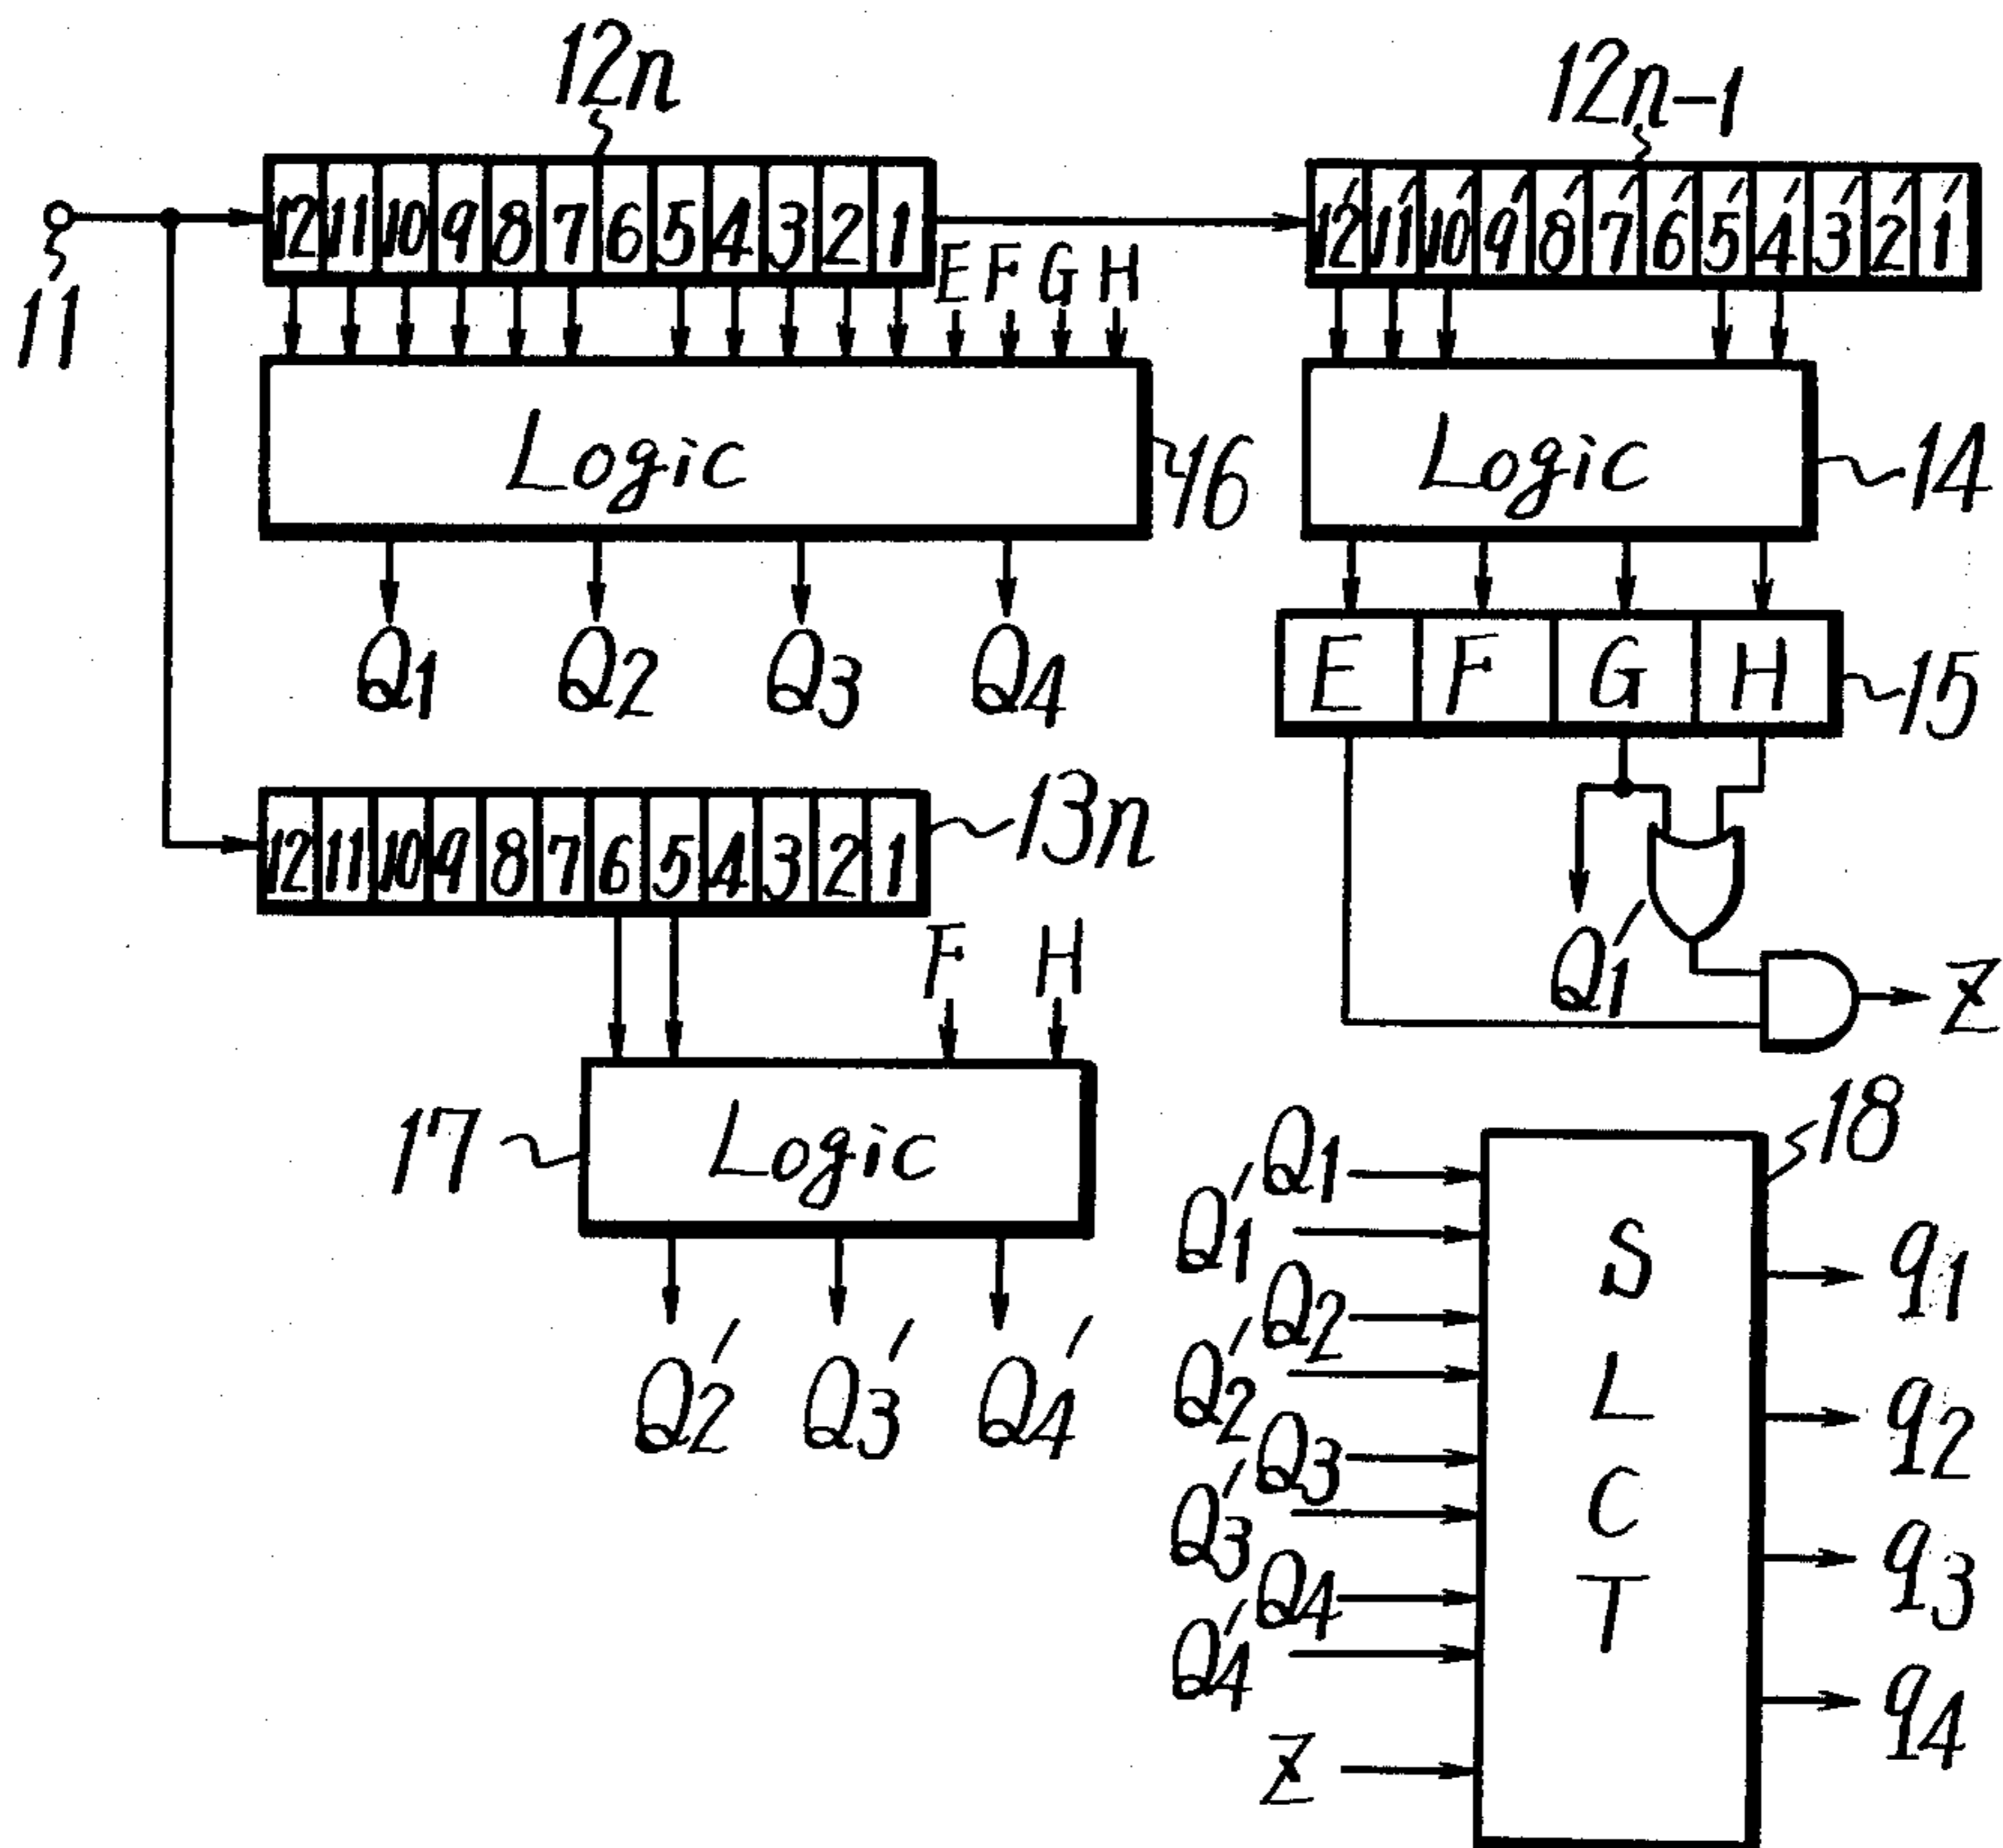 12n
12n-1
12 11 10 9 8 7 6 5 4 3 2 1
12' 11' 10' 9' 8' 7' 6' 5' 4' 3' 2' 1'
11
E F G H
Logic
16
Logic
14
Q1 Q2 Q3 Q4
E F G H
15
12 11 10 9 8 7 6 5 4 3 2 1
13n
F H
Q1'
Z
17
Logic
Q2' Q3' Q4'
18
Q1
Q1'
Q2
Q2'
Q3
Q3'
Q4
Q4'
Z
S
L
C
T
q1
q2
q3
q4